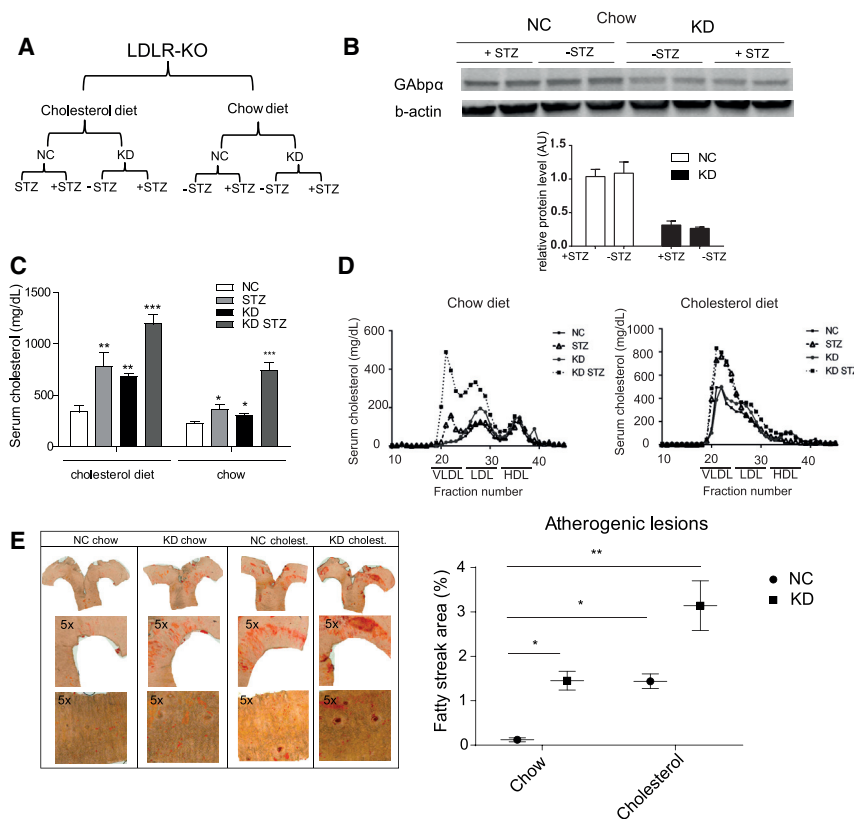 A
LDLR-KO
Cholesterol diet
Chow diet
NC
KD
NC
KD
STZ
+STZ
-STZ
+STZ
-STZ
+STZ
-STZ
+STZ
B
NC
Chow
KD
+ STZ
-STZ
-STZ
+ STZ
GAbpα
b-actin
relative protein level (AU)
1.0
0.5
0.0
NC
KD
+STZ
-STZ
+STZ
-STZ
C
Serum cholesterol (mg/dL)
1500
1000
500
0
NC
STZ
KD
KD STZ
**
**
***
*
*
***
cholesterol diet
chow
D
Chow diet
Serum cholesterol (mg/dL)
600
400
200
0
NC
STZ
KD
KD STZ
10
20
30
40
VLDL LDL HDL
Fraction number
Cholesterol diet
Serum cholesterol (mg/dL)
1000
800
600
400
200
0
NC
STZ
KD
KD STZ
10
20
30
40
VLDL LDL HDL
Fraction number
E
NC chow
KD chow
NC cholest.
KD cholest.
5x
5x
5x
5x
5x
5x
5x
5x
Atherogenic lesions
Fatty streak area (%)
4
3
2
1
0
**
*
*
NC
KD
Chow
Cholesterol